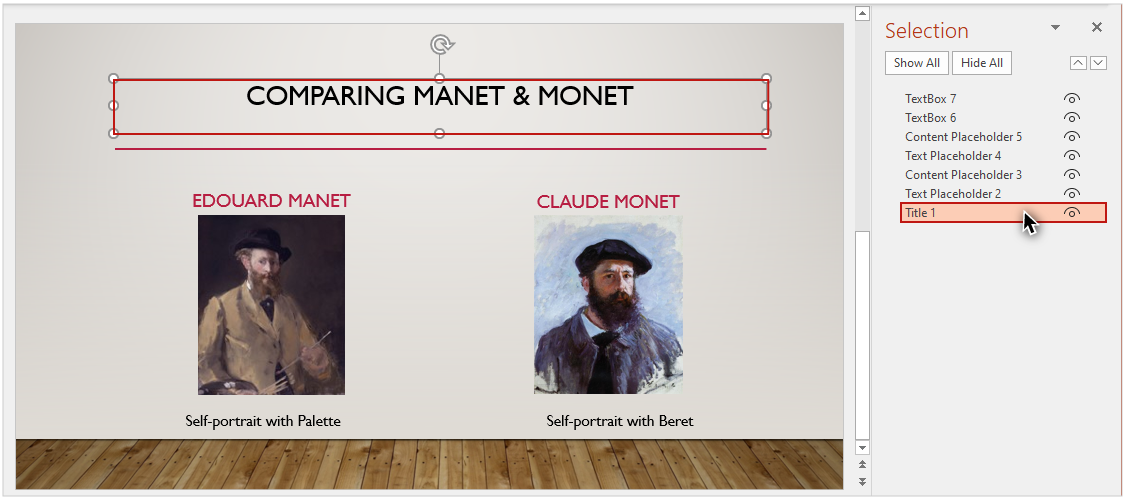 COMPARING MANET & MONET
EDOUARD MANET
CLAUDE MONET
Self-portrait with Palette
Self-portrait with Beret
Selection
Show All
Hide All
TextBox 7
TextBox 6
Content Placeholder 5
Text Placeholder 4
Content Placeholder 3
Text Placeholder 2
Title 1